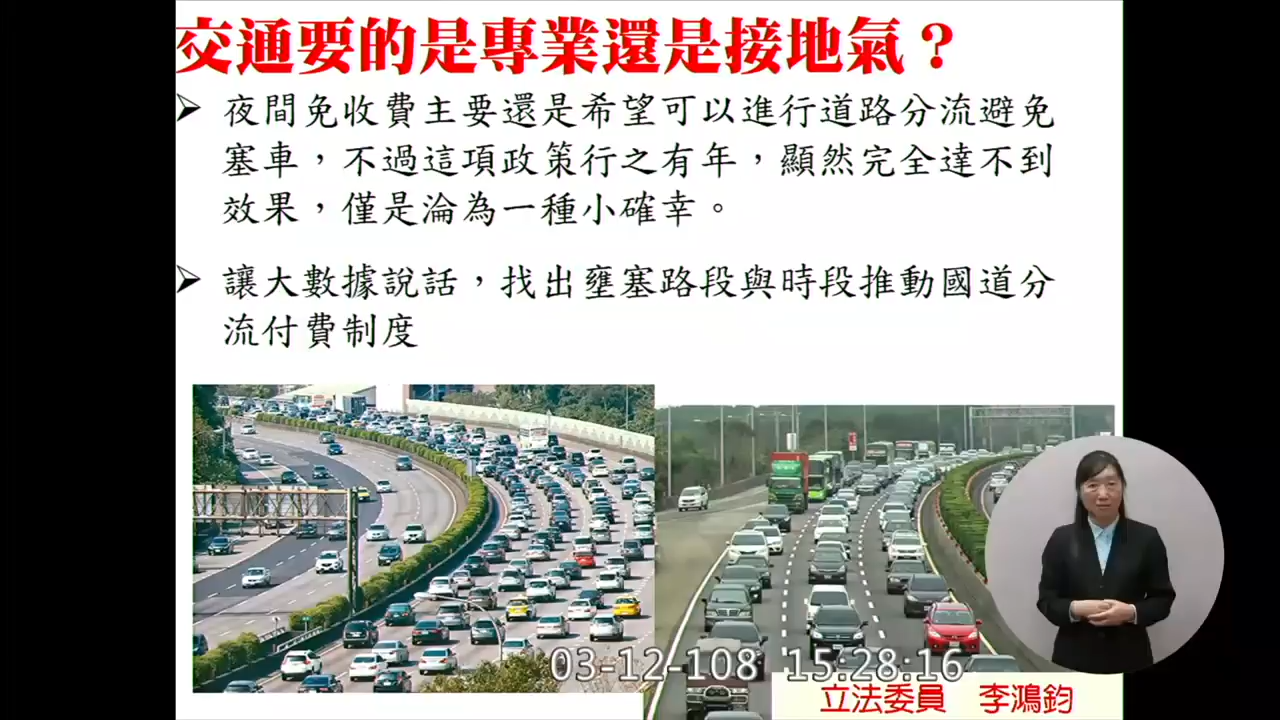 交通要的是專業還是接地氣？
夜間免收費主要還是希望可以進行道路分流避免
塞車，不過這項政策行之有年，顯然完全達不到
效果，僅是淪為一種小確幸。
讓大數據說話，找出壅塞路段與時段推動國道分
流付費制度
03-12-108 15:28:16
立法委員 李鴻鈞